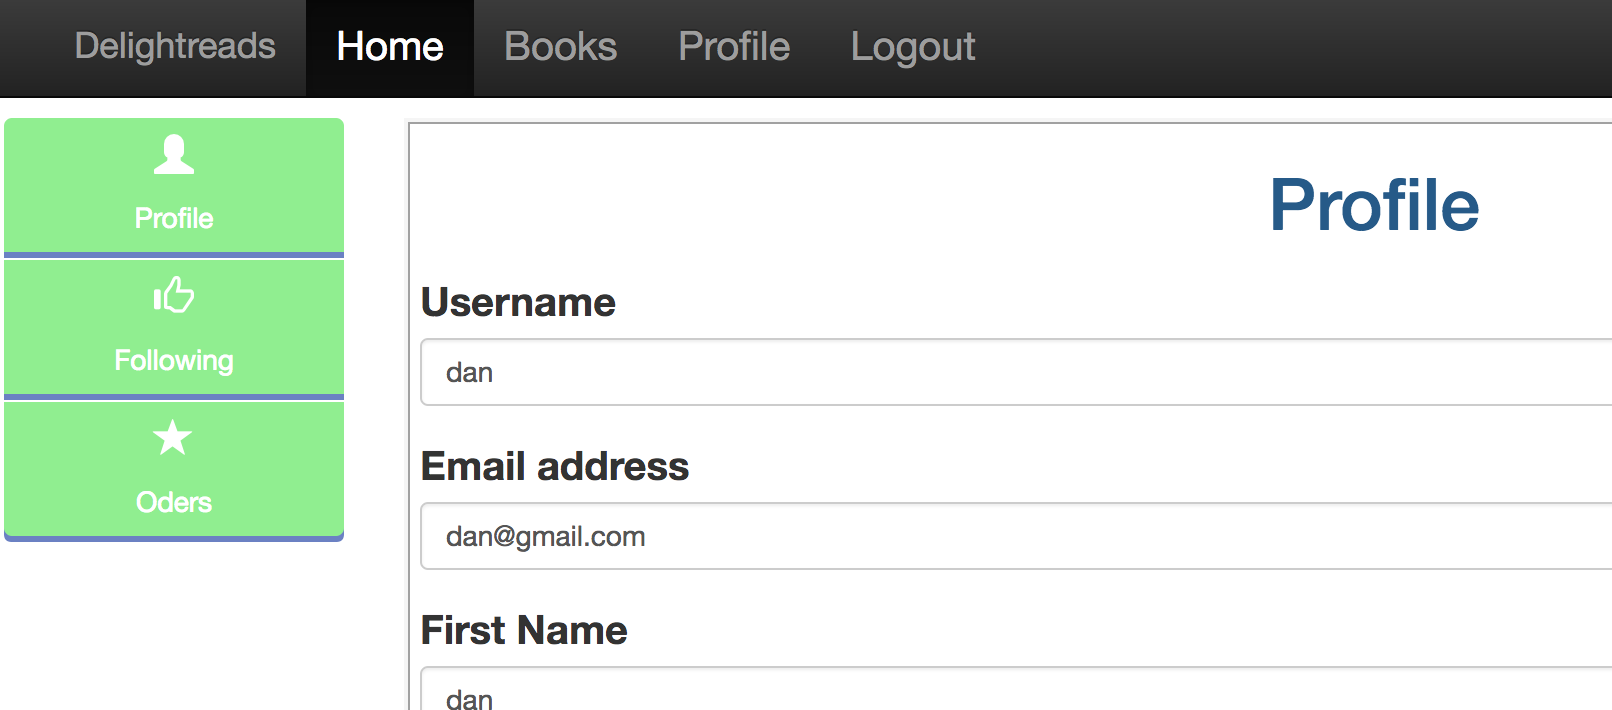 Delightreads Home Books Profile Logout
Profile
Following
Oders
Profile
Username
dan
Email address
dan@gmail.com
First Name
dan